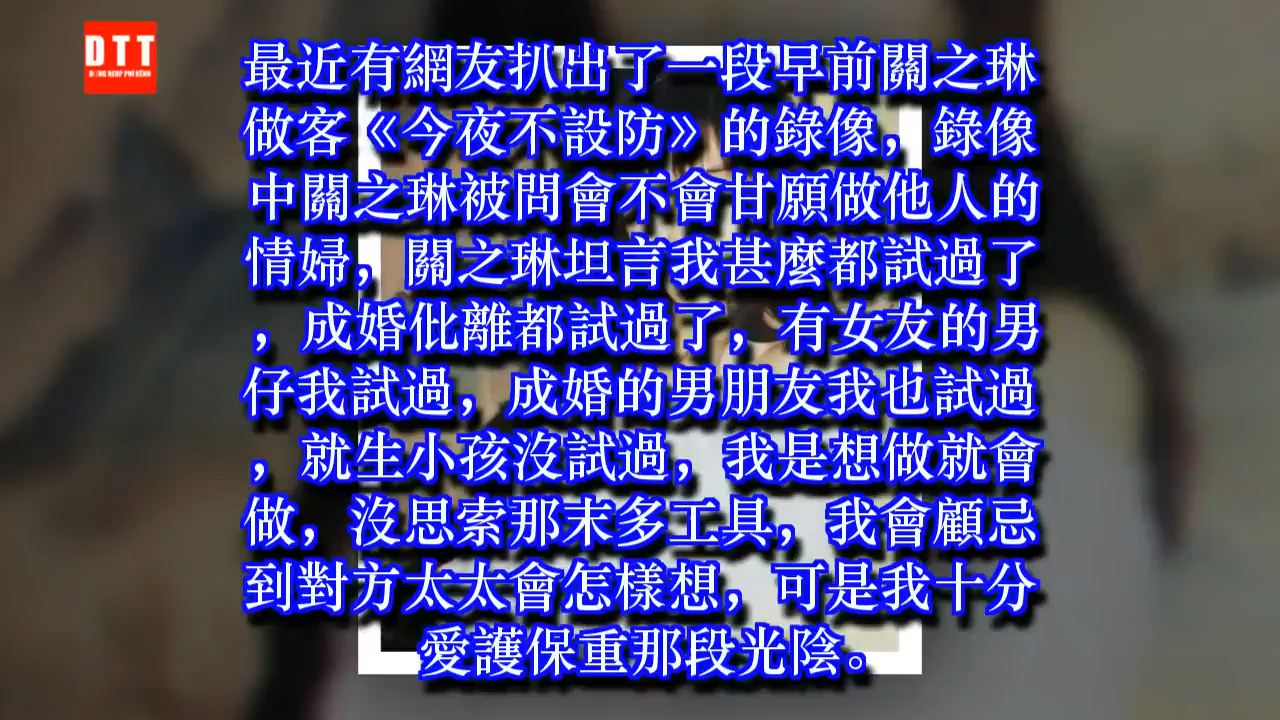 DTT
最近有網友扒出了一段早前關之琳
做客《今夜不設防》的錄像，錄像
中關之琳被問會不會甘願做他人的
情婦，關之琳坦言我甚麼都試過了
，成婚仳離都試過了，有女友的男
仔我試過，成婚的男朋友我也試過
，就生小孩沒試過，我是想做就會
做，沒思索那末多工具，我會顧忌
到對方太太會怎樣想，可是我十分
愛護保重那段光陰。